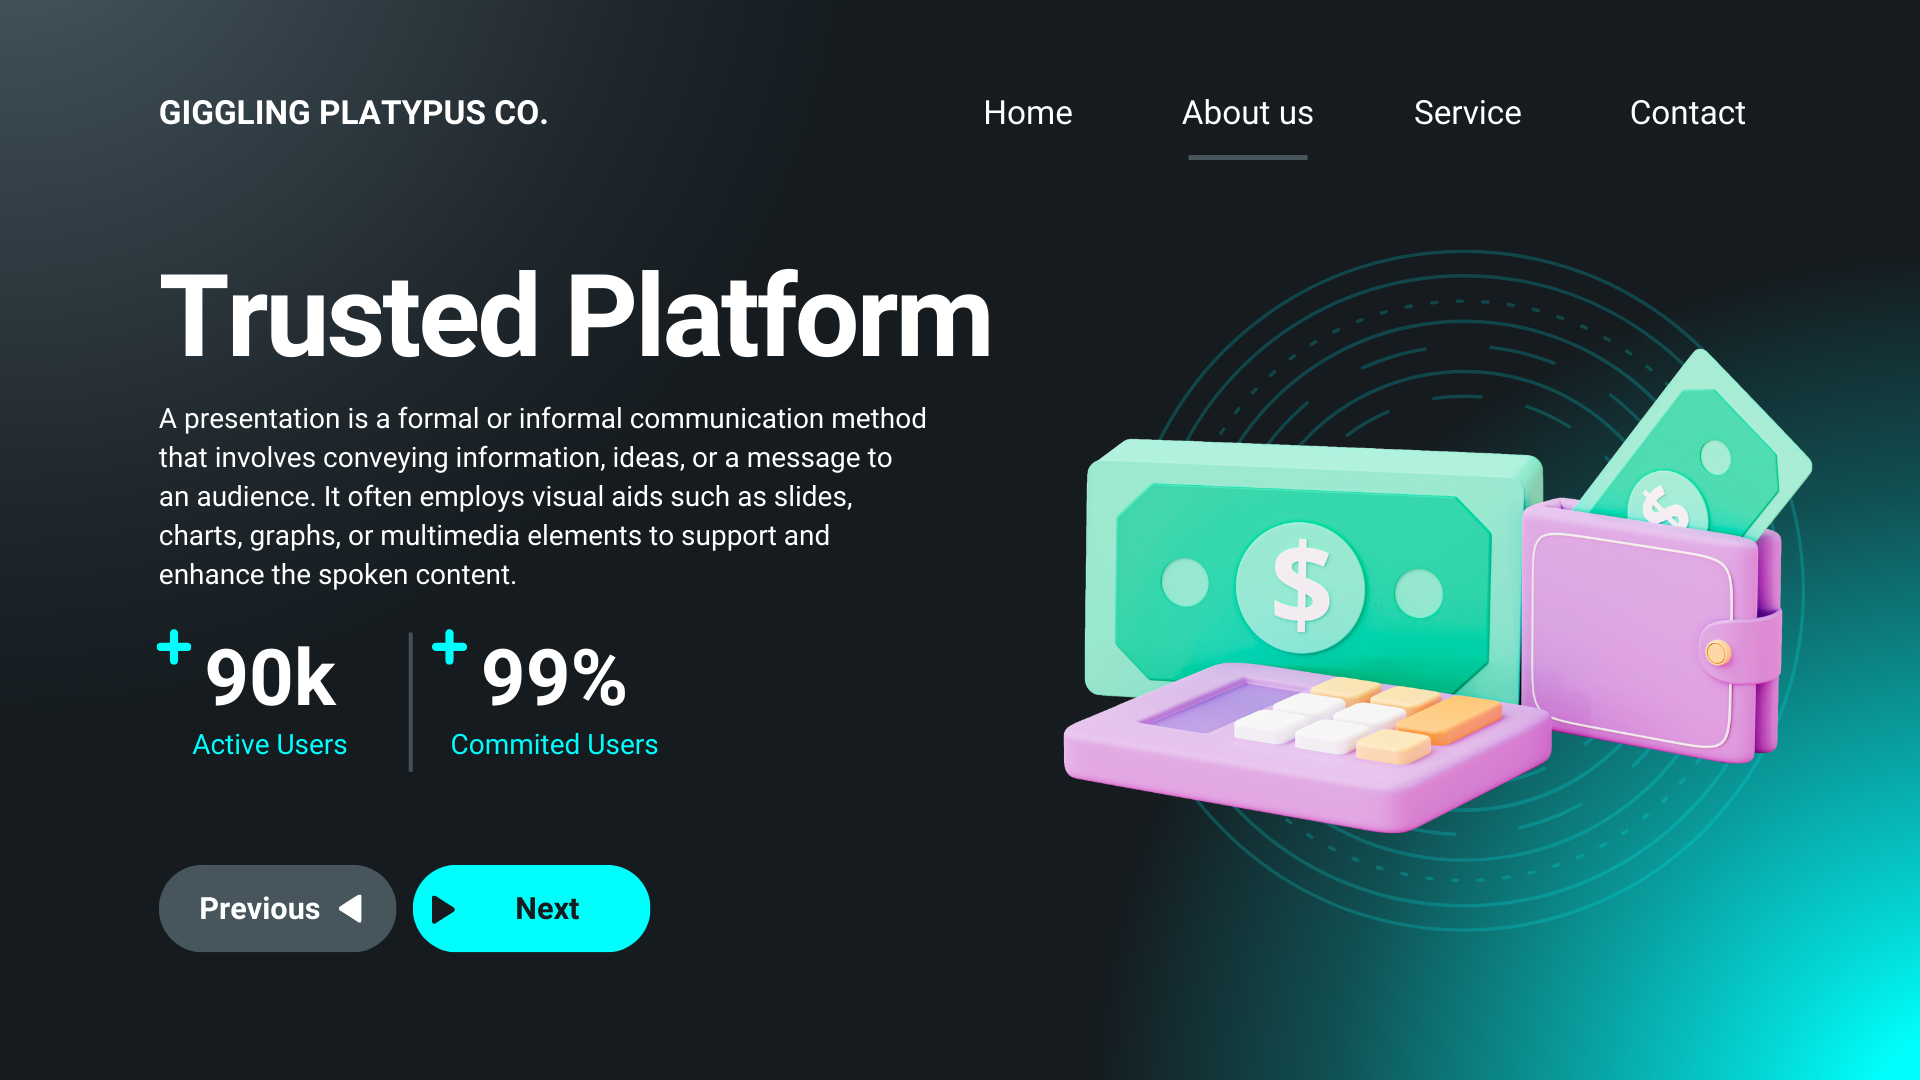 GIGGLING PLATYPUS CO.
Home
About us
Service
Contact
Trusted Platform
A presentation is a formal or informal communication method
that involves conveying information, ideas, or a message to
an audience. It often employs visual aids such as slides,
charts, graphs, or multimedia elements to support and
enhance the spoken content.
+ 90k
Active Users
+ 99%
Commited Users
Previous
Next
$
$